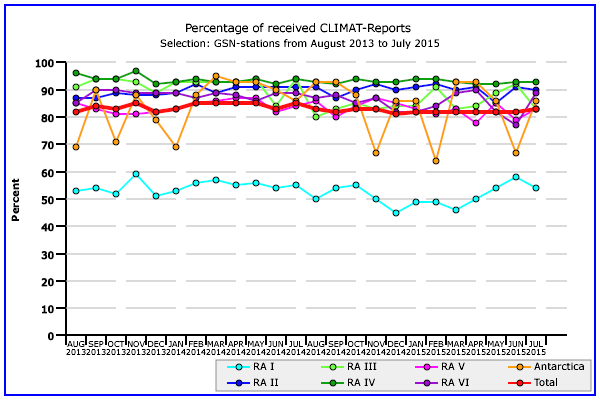 Percentage of received CLIMAT-Reports
Selection: GSN-stations from August 2013 to July 2015
Percent
100
90
80
70
60
50
40
30
20
10
0
AUG SEP OCT NOV DEC JAN FEB MAR APR MAY JUN JUL AUG SEP OCT NOV DEC JAN FEB MAR APR MAY JUN JUL
2013 2013 2013 2013 2013 2014 2014 2014 2014 2014 2014 2014 2014 2014 2014 2014 2014 2015 2015 2015 2015 2015 2015 2015
RA I RA III RA V Antarctica
RA II RA IV RA VI Total